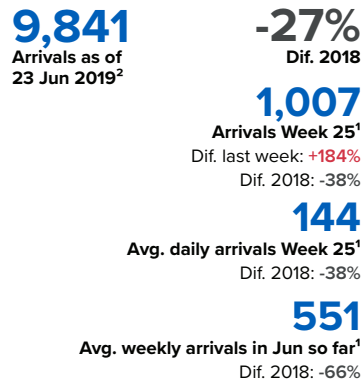 9,841
Arrivals as of
23 Jun 2019²
-27%
Dif. 2018
1,007
Arrivals Week 25¹
Dif. last week: +184%
Dif. 2018: -38%
144
Avg. daily arrivals Week 25¹
Dif. 2018: -38%
551
Avg. weekly arrivals in Jun so far¹
Dif. 2018: -66%